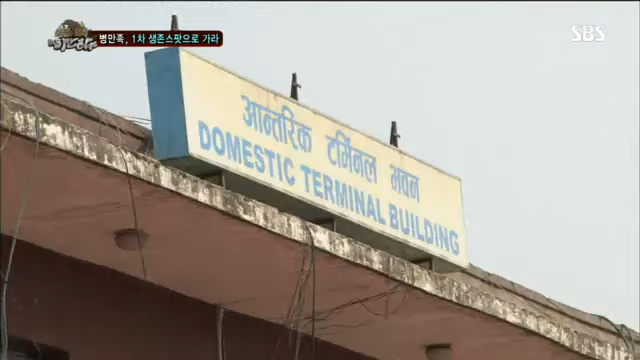 병만족, 1차 생존스팟으로 가라
SBS
आन्तरिक टर्मिनल भवन
DOMESTIC TERMINAL BUILDING